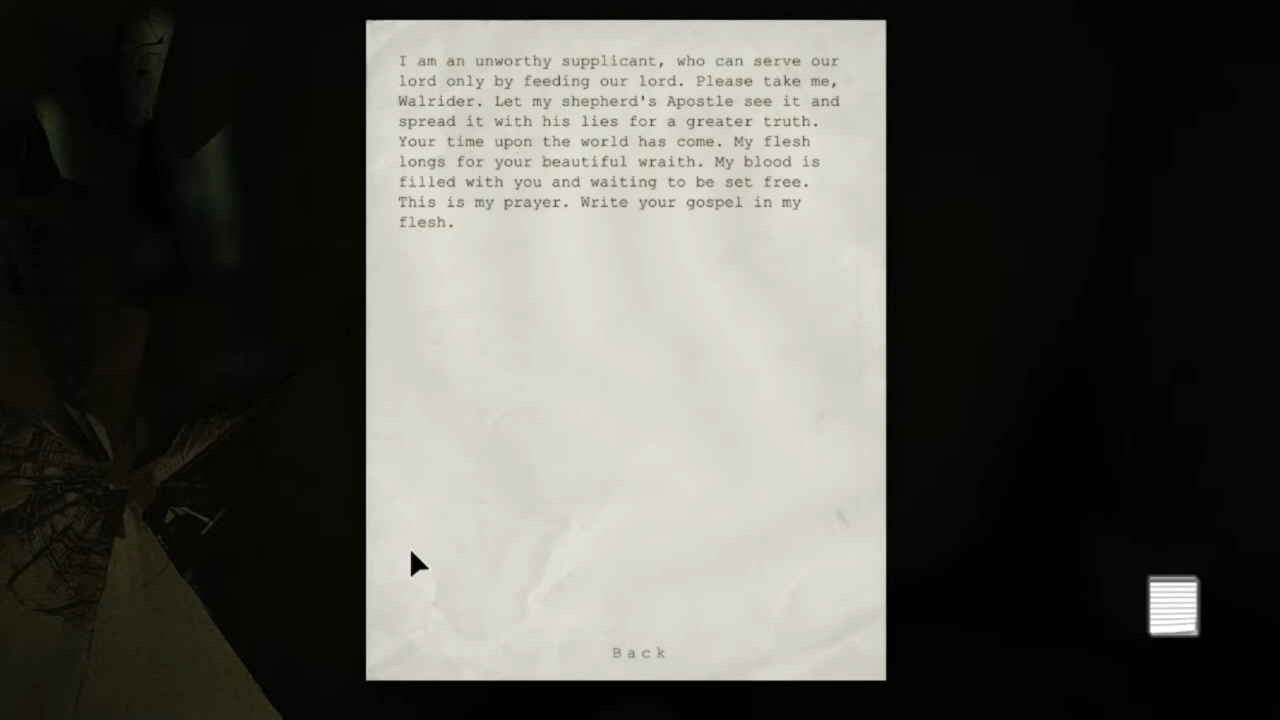 I am an unworthy supplicant, who can serve our
lord only by feeding our lord. Please take me,
Walrider. Let my shepherd's Apostle see it and
spread it with his lies for a greater truth.
Your time upon the world has come. My flesh
longs for your beautiful wraith. My blood is
filled with you and waiting to be set free.
This is my prayer. Write your gospel in my
flesh.
Back